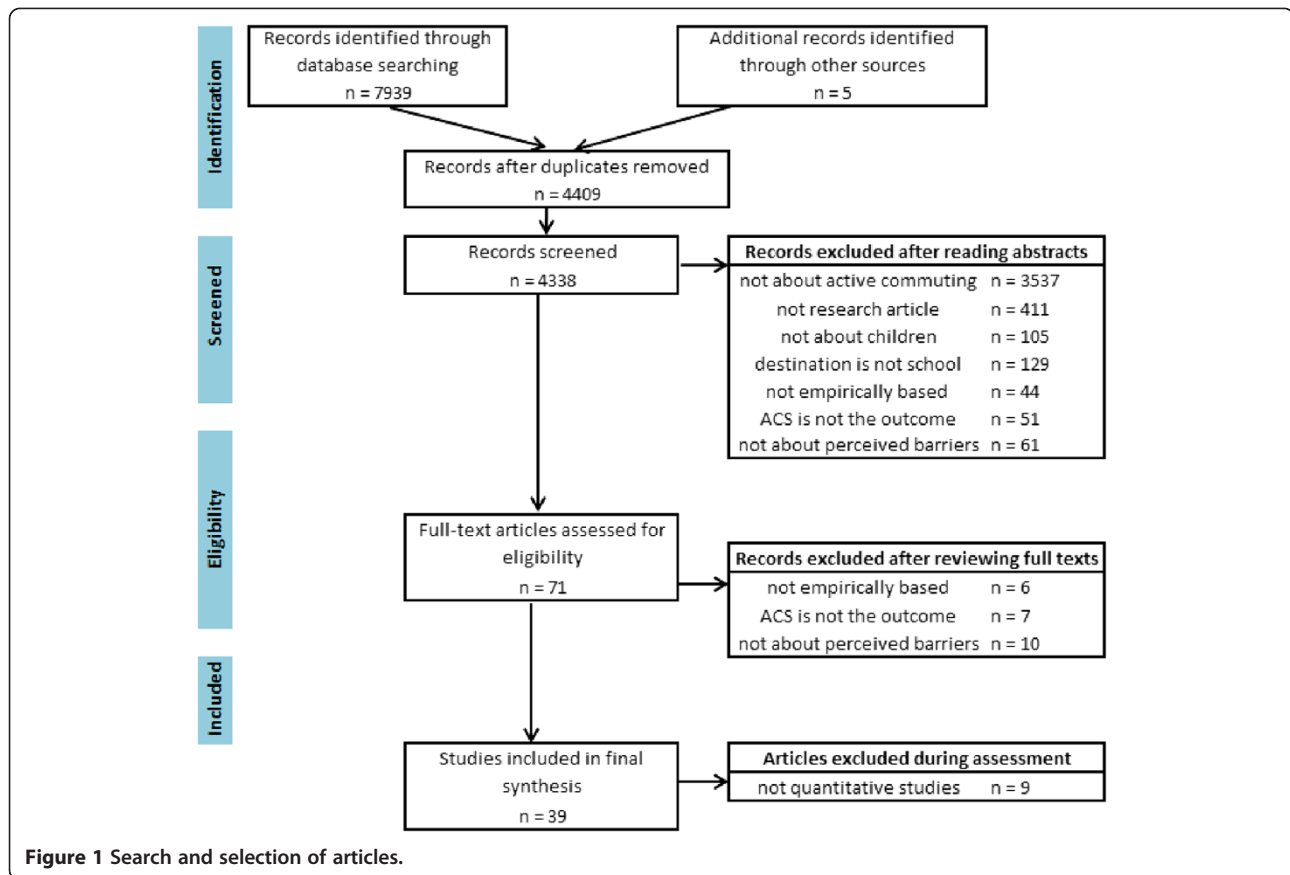 Identification
Records identified through
database searching
n = 7939
Additional records identified
through other sources
n = 5
Records after duplicates removed
n = 4409
Screened
Records screened
n = 4338
Records excluded after reading abstracts
not about active commuting n = 3537
not research article n = 411
not about children n = 105
destination is not school n = 129
not empirically based n = 44
ACS is not the outcome n = 51
not about perceived barriers n = 61
Eligibility
Full-text articles assessed for
eligibility
n = 71
Records excluded after reviewing full texts
not empirically based n = 6
ACS is not the outcome n = 7
not about perceived barriers n = 10
Included
Studies included in final
synthesis
n = 39
Articles excluded during assessment
not quantitative studies n = 9
Figure 1 Search and selection of articles.